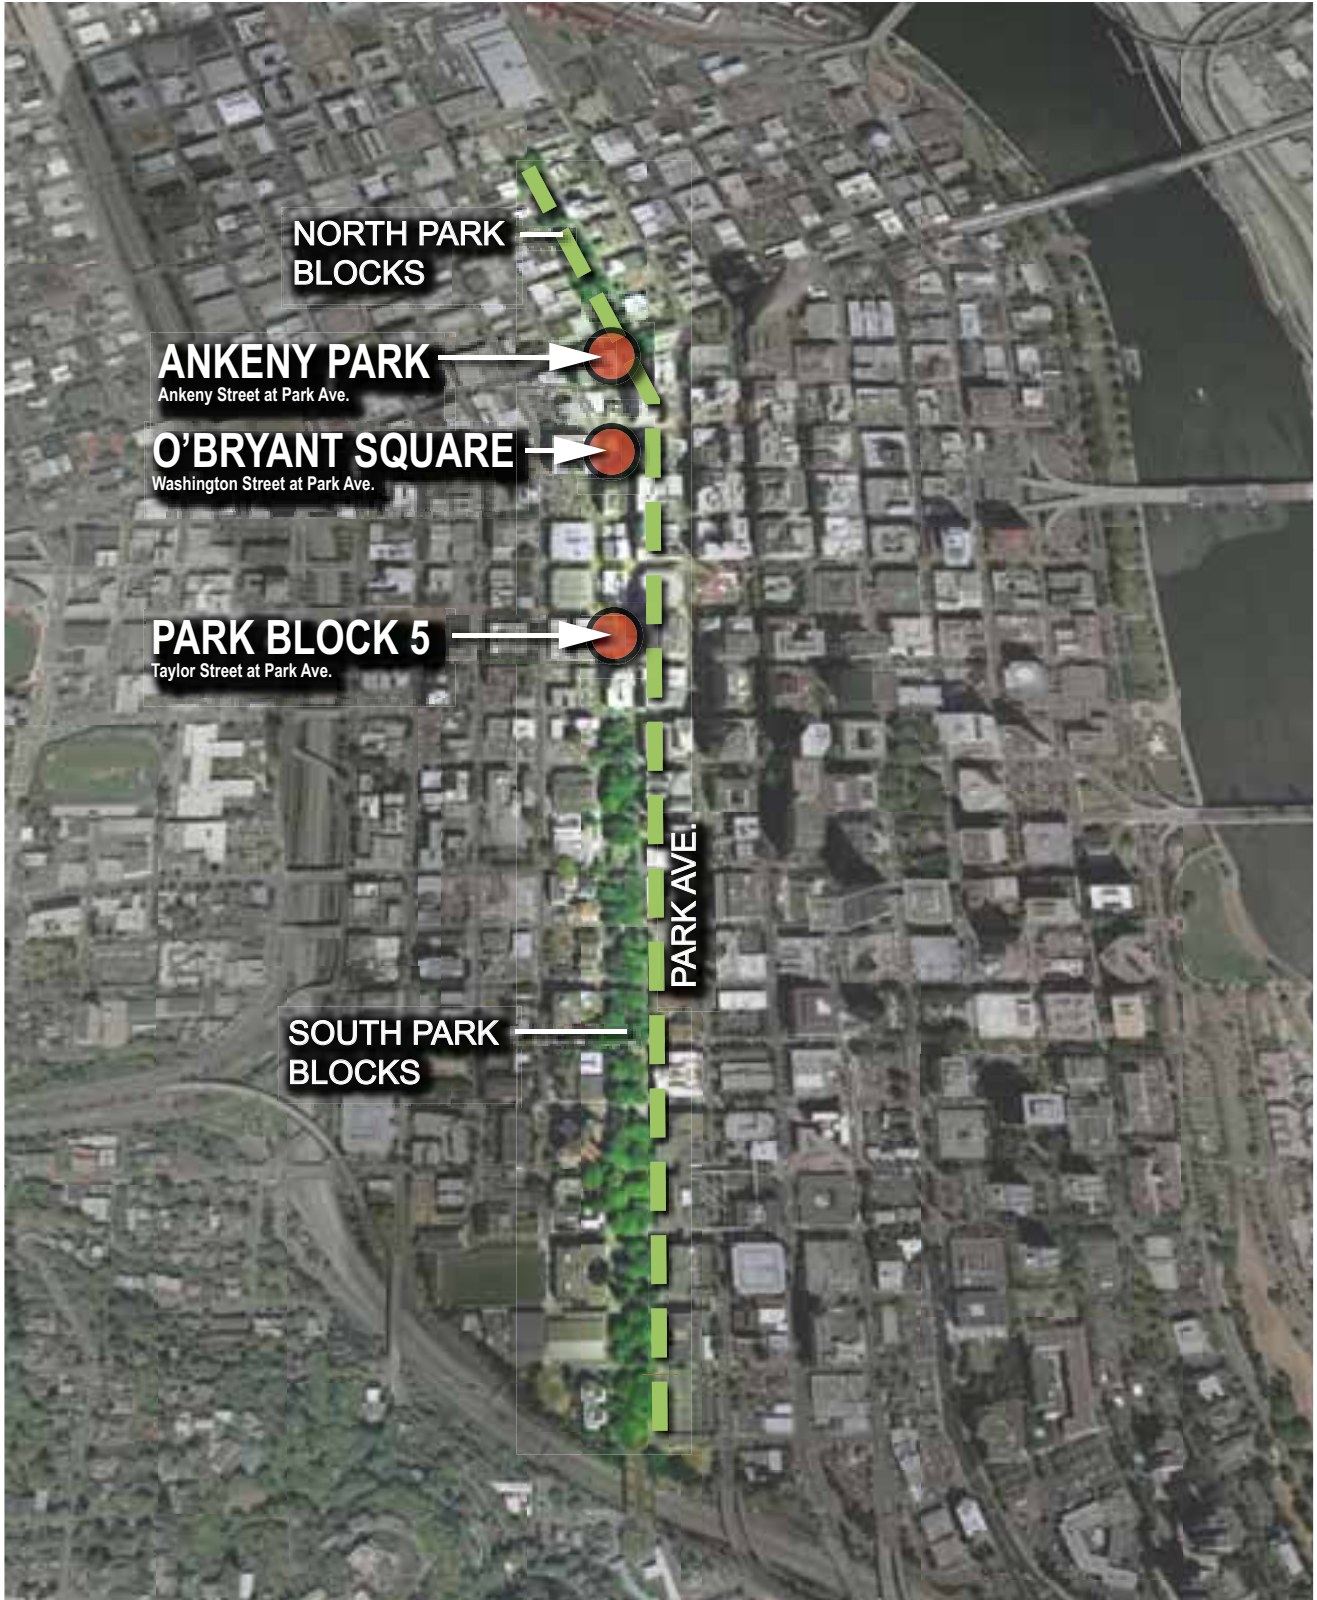 NORTH PARK
BLOCKS
ANKENY PARK
Ankeny Street at Park Ave.
O’BRYANT SQUARE
Washington Street at Park Ave.
PARK BLOCK 5
Taylor Street at Park Ave.
PARK AVE.
SOUTH PARK
BLOCKS